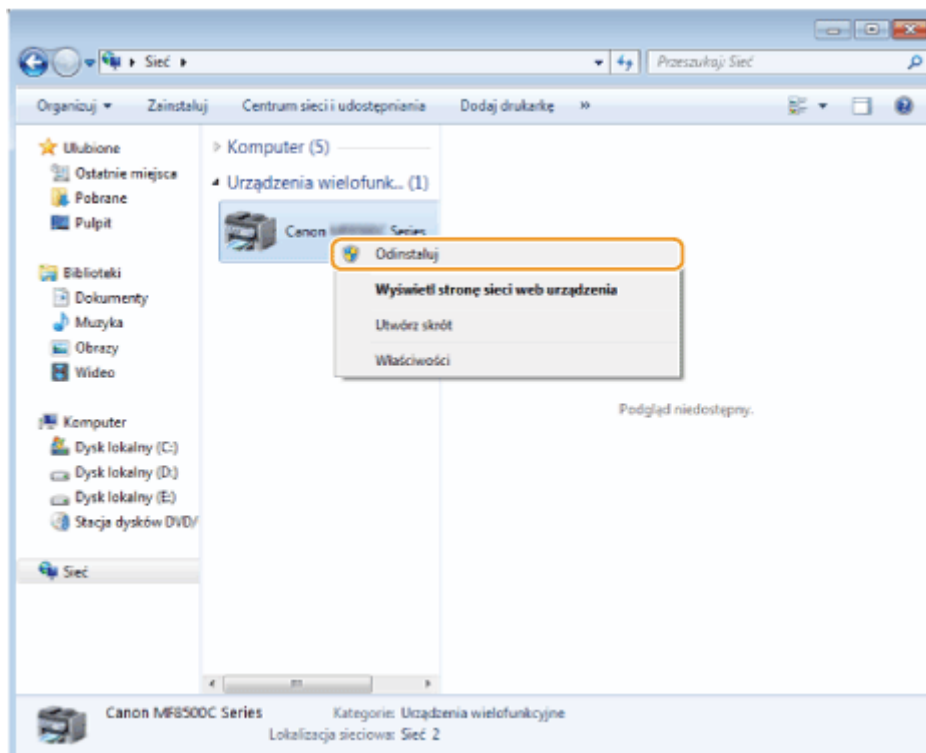 Sieć
Przeszukaj: Sieć
Organizuj Zainstaluj Centrum sieci i udostępniania Dodaj drukarkę »
Ulubione
Ostatnie miejsca
Pobrane
Pulpit
Biblioteki
Dokumenty
Muzyka
Obrazy
Wideo
Komputer
Dysk lokalny (C:)
Dysk lokalny (D:)
Dysk lokalny (E:)
Stacja dysków DVD/
Sieć
Komputer (5)
Urządzenia wielofunk... (1)
Canon Series
Odinstaluj
Wyświetl stronę sieci web urządzenia
Utwórz skrót
Właściwości
Podgląd niedostępny.
Canon MF8500C Series Kategorie: Urządzenia wielofunkcyjne
Lokalizacja sieciowa: Sieć 2